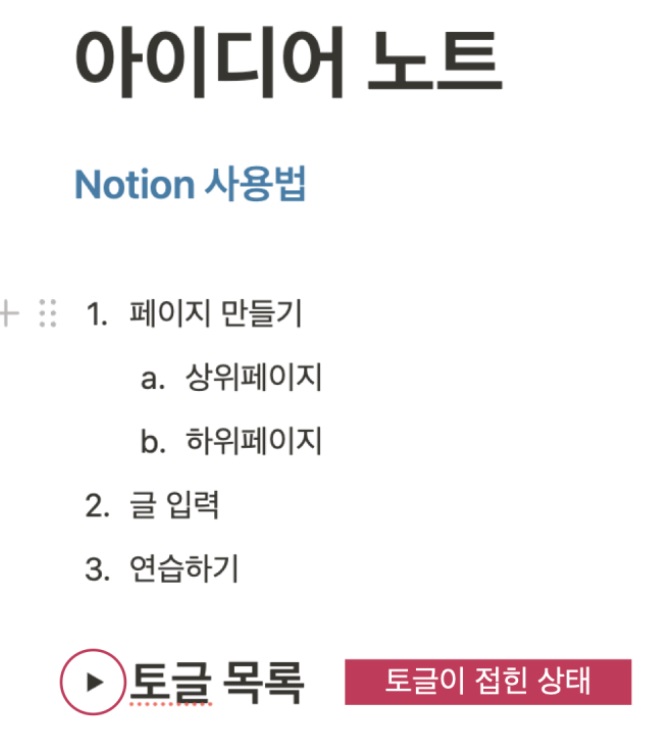 아이디어 노트
Notion 사용법
1. 페이지 만들기
a. 상위페이지
b. 하위페이지
2. 글 입력
3. 연습하기
토글 목록 토글이 접힌 상태